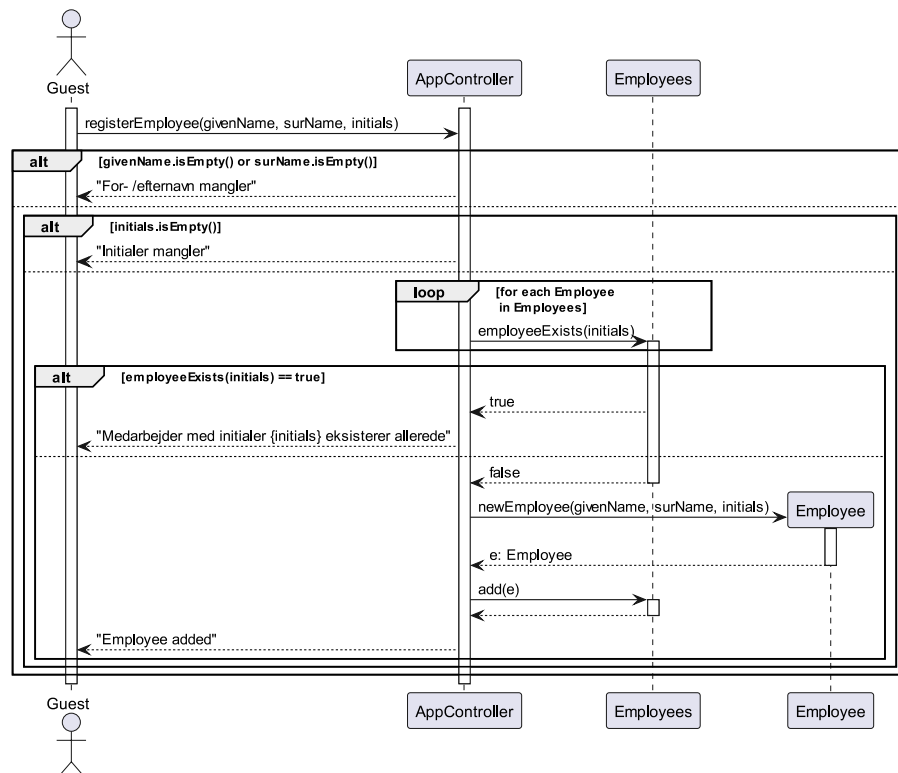 Guest
AppController
Employees
registerEmployee(givenName, surName, initials)
alt
[givenName.isEmpty() or surName.isEmpty()]
"For- /efternavn mangler"
alt
[initials.isEmpty()]
"Initialer mangler"
loop
[for each Employee
in Employees]
employeeExists(initials)
alt
[employeeExists(initials) == true]
true
"Medarbejder med initialer {initials} eksisterer allerede"
false
newEmployee(givenName, surName, initials)
Employee
e: Employee
add(e)
"Employee added"
Guest
AppController
Employees
Employee